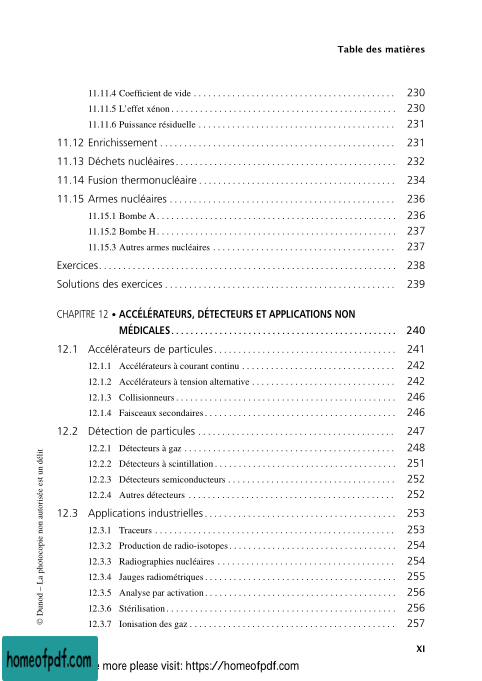 Table des matières
11.11.4 Coefficient de vide . . . . . . . . . . 230
11.11.5 L'effet xénon . . . . . . . . . . 230
11.11.6 Puissance résiduelle . . . . . . . . . . 231
11.12 Enrichissement . . . . . . . . . . 231
11.13 Déchets nucléaires . . . . . . . . . . 232
11.14 Fusion thermonucléaire . . . . . . . . . . 234
11.15 Armes nucléaires . . . . . . . . . . 236
11.15.1 Bombe A . . . . . . . . . . 236
11.15.2 Bombe H . . . . . . . . . . 237
11.15.3 Autres armes nucléaires . . . . . . . . . . 237
Exercices . . . . . . . . . . 238
Solutions des exercices . . . . . . . . . . 239
CHAPITRE 12 • ACCÉLÉRATEURS, DÉTECTEURS ET APPLICATIONS NON
MÉDICALES . . . . . . . . . . 240
12.1 Accélérateurs de particules . . . . . . . . . . 241
12.1.1 Accélérateurs à courant continu . . . . . . . . . . 242
12.1.2 Accélérateurs à tension alternative . . . . . . . . . . 242
12.1.3 Collisionneurs . . . . . . . . . . 246
12.1.4 Faisceaux secondaires . . . . . . . . . . 246
12.2 Détection de particules . . . . . . . . . . 247
12.2.1 Détecteurs à gaz . . . . . . . . . . 248
12.2.2 Détecteurs à scintillation . . . . . . . . . . 251
12.2.3 Détecteurs semiconducteurs . . . . . . . . . . 252
12.2.4 Autres détecteurs . . . . . . . . . . 252
12.3 Applications industrielles . . . . . . . . . . 253
12.3.1 Traceurs . . . . . . . . . . 253
12.3.2 Production de radio-isotopes . . . . . . . . . . 254
12.3.3 Radiographies nucléaires . . . . . . . . . . 254
12.3.4 Jauges radiométriques . . . . . . . . . . 255
12.3.5 Analyse par activation . . . . . . . . . . 256
12.3.6 Stérilisation . . . . . . . . . . 256
12.3.7 Ionisation des gaz . . . . . . . . . . 257
© Dunod – La photocopie non autorisée est un délit
XI
homeofpdf.com
more please visit: https://homeofpdf.com